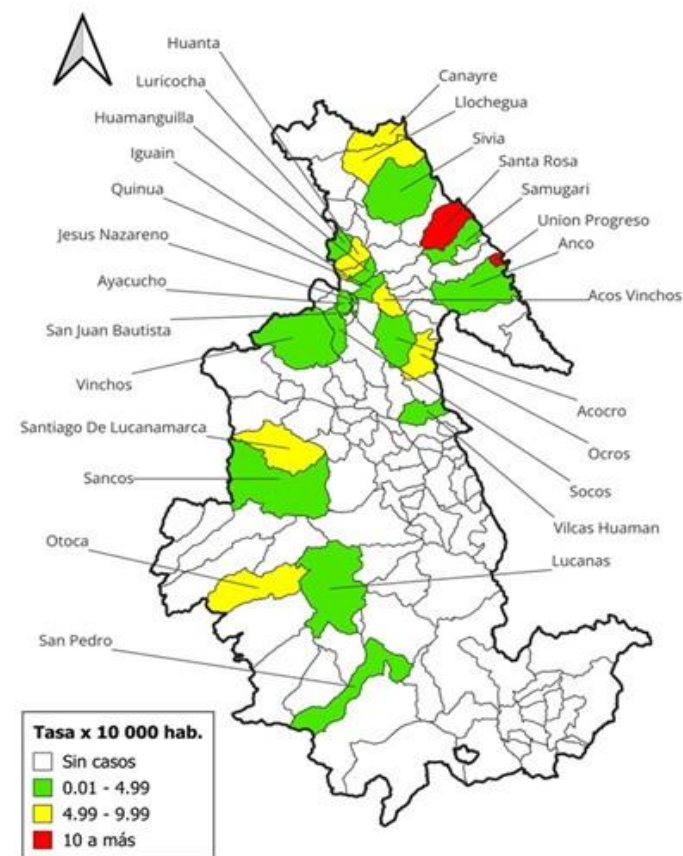 Huanta
Luricocha
Huamanguilla
Iguain
Quinua
Jesus Nazareno
Ayacucho
San Juan Bautista
Vinchos
Santiago De Lucanamarca
Sancos
Otoca
San Pedro
Canayre
Llochegua
Sivia
Santa Rosa
Samugari
Union Progreso
Anco
Acos Vinchos
Acocro
Ocros
Socos
Vilcas Huaman
Lucanas
Tasa x 10 000 hab.
Sin casos
0.01 - 4.99
4.99 - 9.99
10 a más